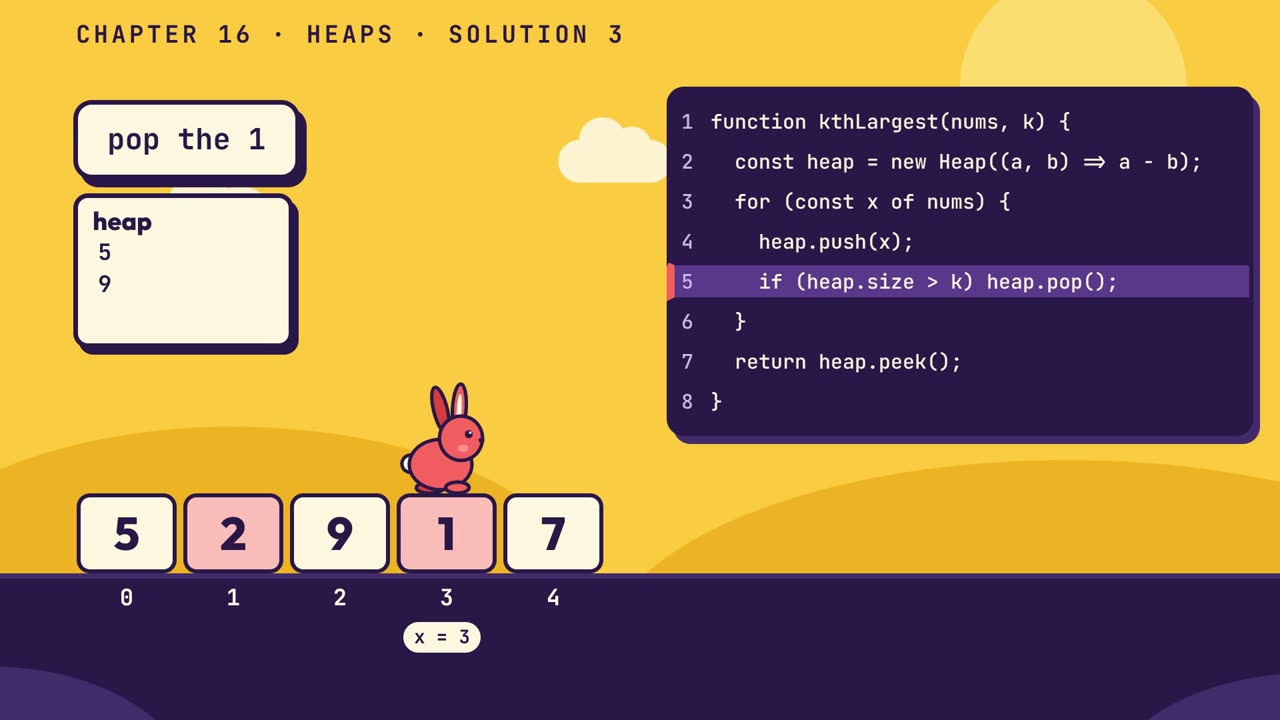 CHAPTER 16 · HEAPS · SOLUTION 3
pop the 1
heap
5
9
1 function kthLargest(nums, k) {
2 const heap = new Heap((a, b) => a - b);
3 for (const x of nums) {
4 heap.push(x);
5 if (heap.size > k) heap.pop();
6 }
7 return heap.peek();
8 }
5 2 9 1 7
0 1 2 3 4
x = 3